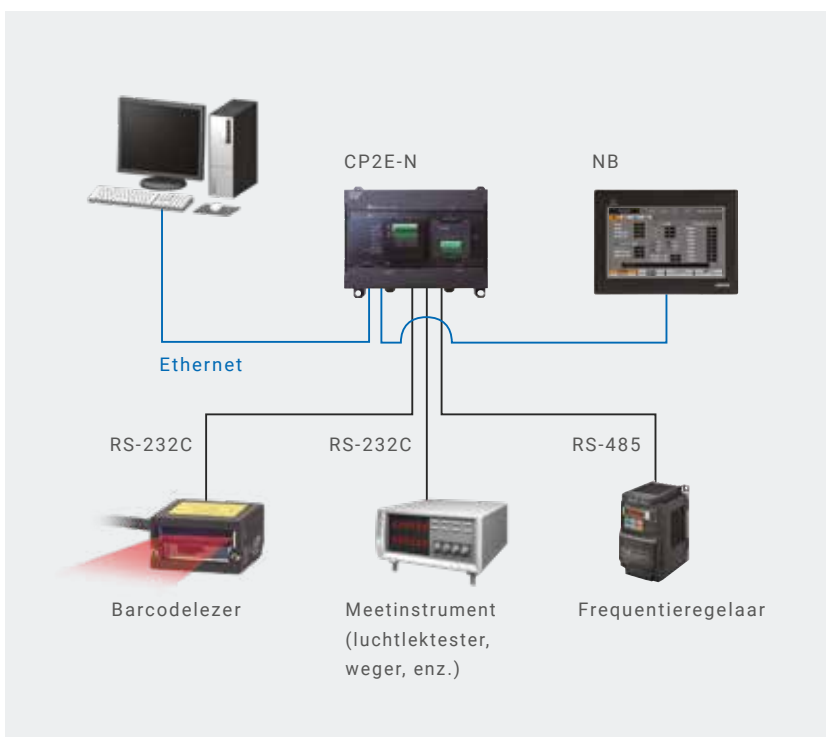 CP2E-N
NB
Ethernet
RS-232C
RS-232C
RS-485
Barcodelezer
Meetinstrument
(luchtlektester,
weger, enz.)
Frequentieregelaar